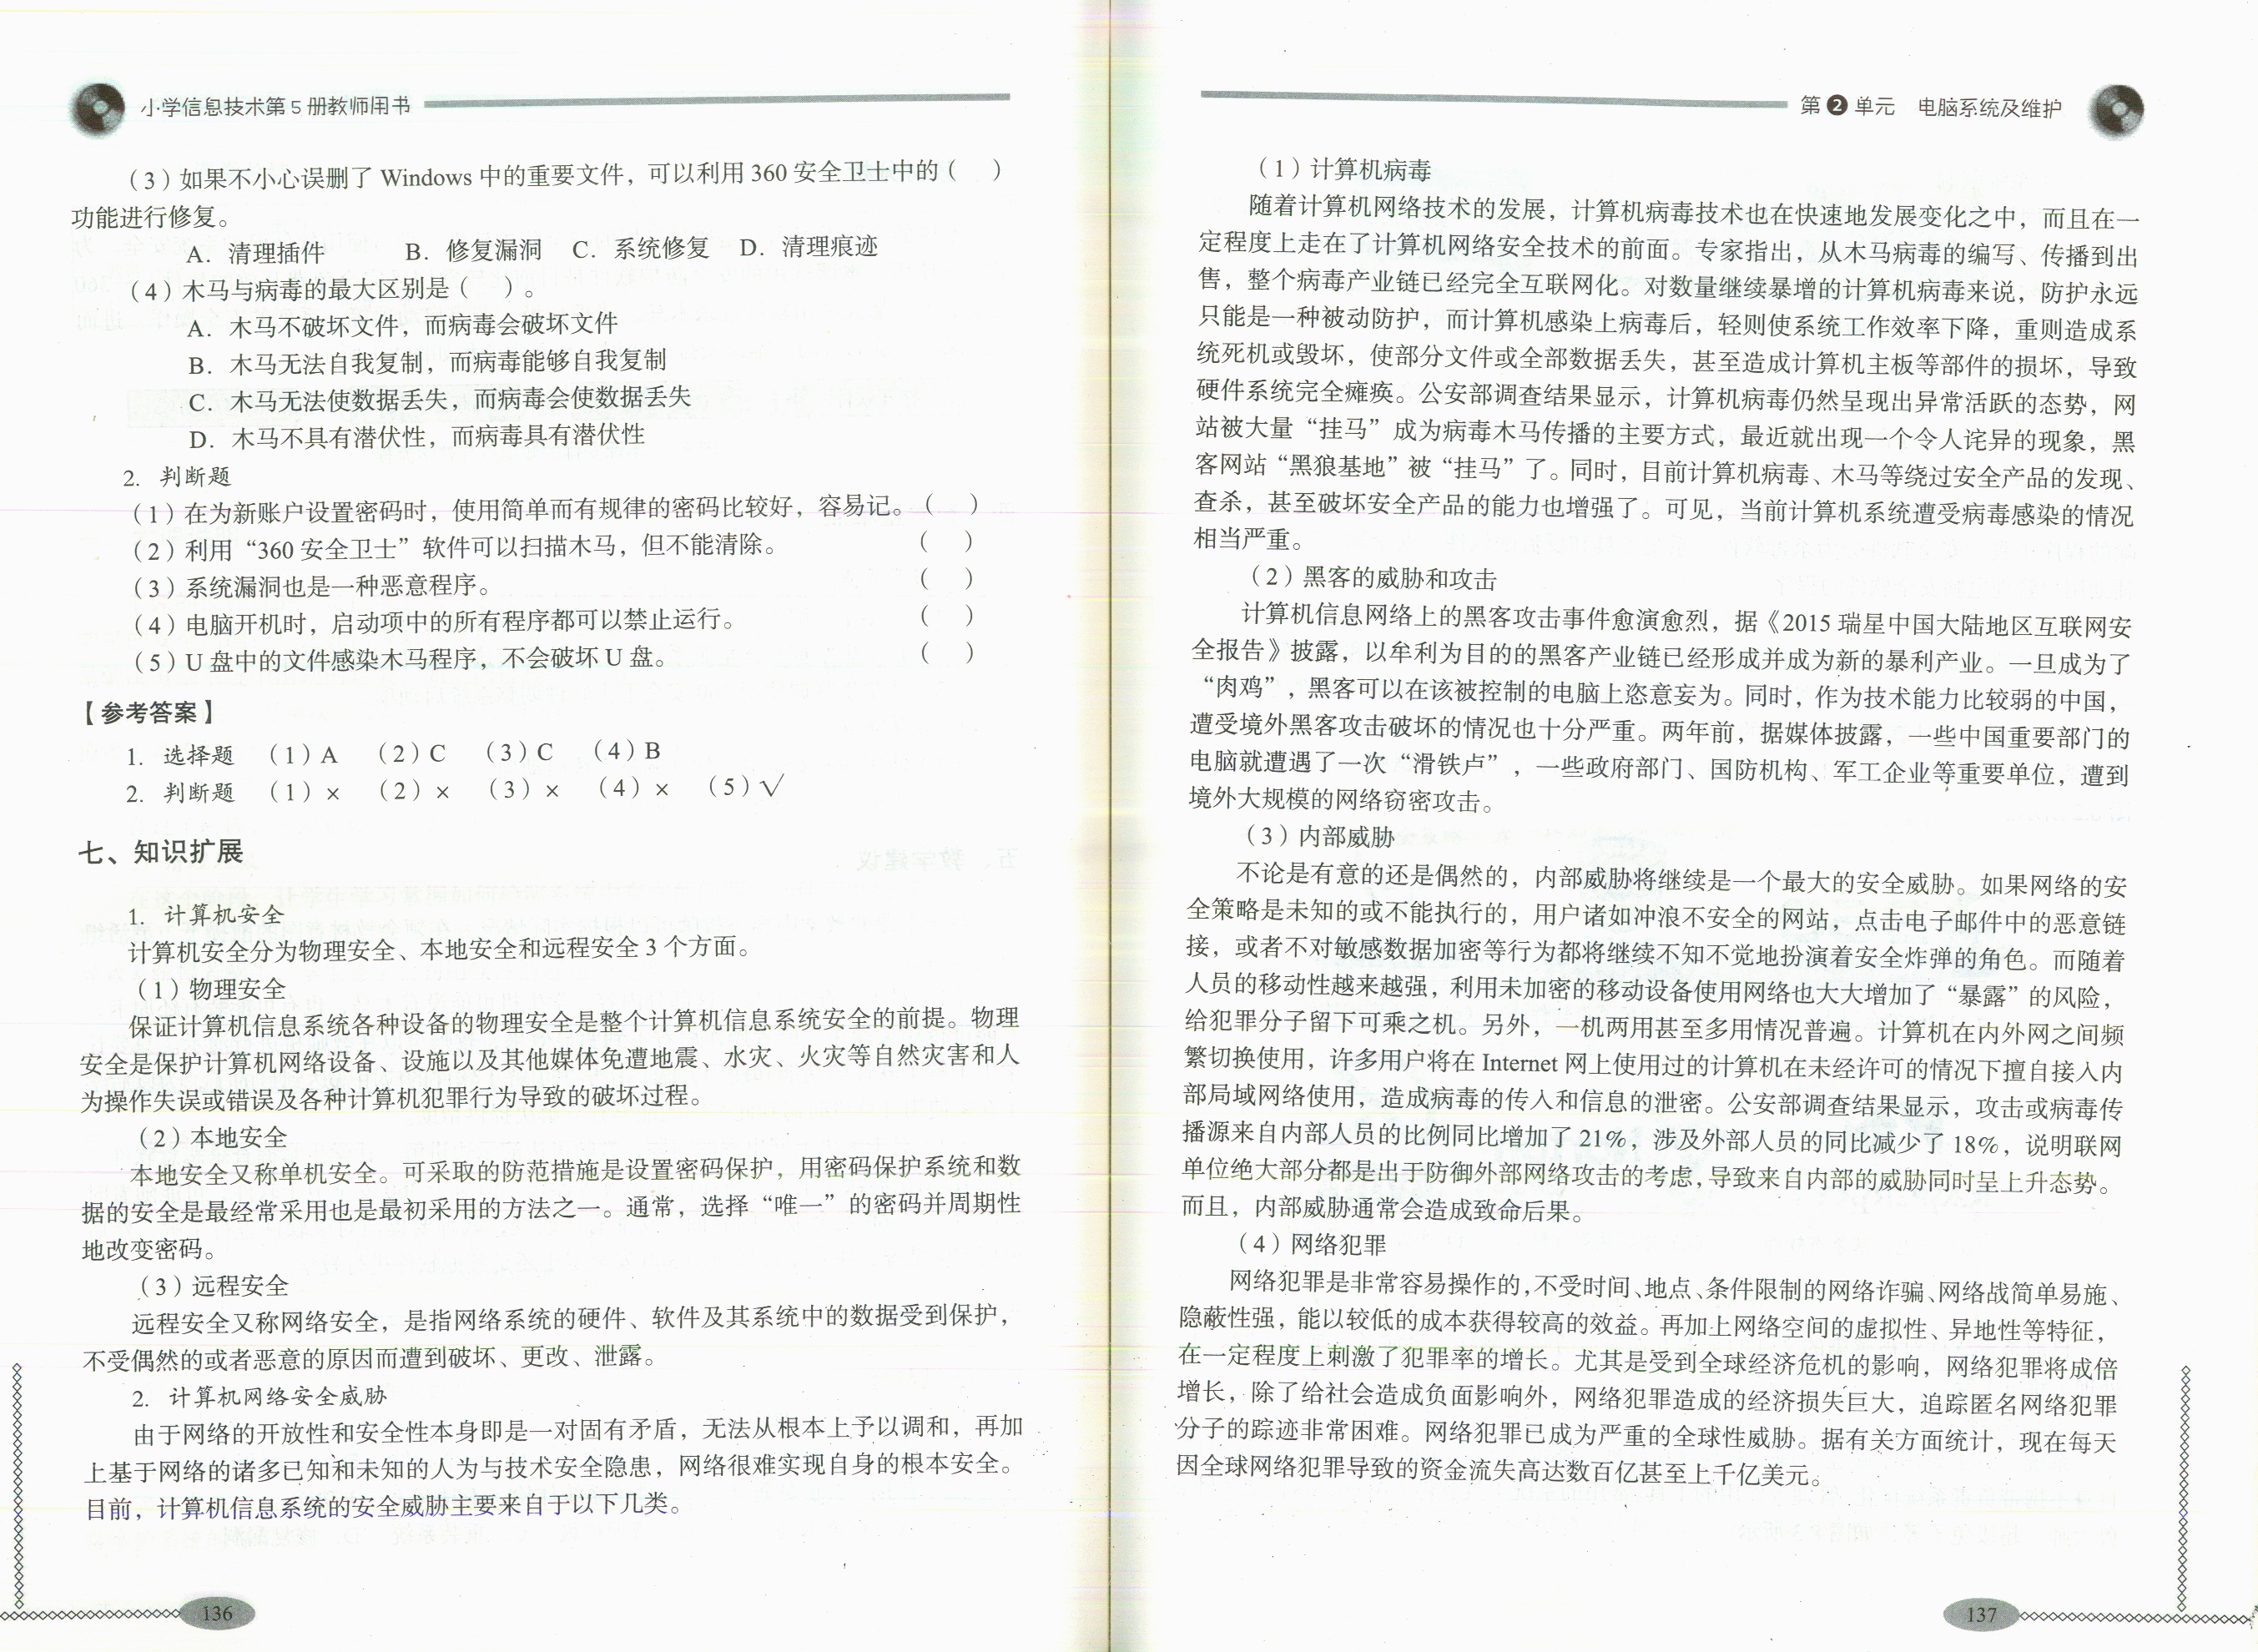 小学信息技术第5册教师用书
（3）如果不小心误删了 Windows 中的重要文件，可以利用 360 安全卫士中的（　）
功能进行修复。
A．清理插件　B．修复漏洞　C．系统修复　D．清理痕迹
（4）木马与病毒的最大区别是（　）。
A．木马不破坏文件，而病毒会破坏文件
B．木马无法自我复制，而病毒能够自我复制
C．木马无法使数据丢失，而病毒会使数据丢失
D．木马不具有潜伏性，而病毒具有潜伏性
2．判断题
（1）在为新账户设置密码时，使用简单而有规律的密码比较好，容易记。（　）
（2）利用“360 安全卫士”软件可以扫描木马，但不能清除。（　）
（3）系统漏洞也是一种恶意程序。（　）
（4）电脑开机时，启动项中的所有程序都可以禁止运行。（　）
（5）U 盘中的文件感染木马程序，不会破坏 U 盘。（　）
【参考答案】
1．选择题　（1）A　（2）C　（3）C　（4）B
2．判断题　（1）×　（2）×　（3）×　（4）×　（5）√
七、知识扩展
1．计算机安全
计算机安全分为物理安全、本地安全和远程安全 3 个方面。
（1）物理安全
保证计算机信息系统各种设备的物理安全是整个计算机信息系统安全的前提。物理
安全是保护计算机网络设备、设施以及其他媒体免遭地震、水灾、火灾等自然灾害和人
为操作失误或错误及各种计算机犯罪行为导致的破坏过程。
（2）本地安全
本地安全又称单机安全。可采取的防范措施是设置密码保护，用密码保护系统和数
据的安全是最经常采用也是最初采用的方法之一。通常，选择“唯一”的密码并周期性
地改变密码。
（3）远程安全
远程安全又称网络安全，是指网络系统的硬件、软件及其系统中的数据受到保护，
不受偶然的或者恶意的原因而遭到破坏、更改、泄露。
2．计算机网络安全威胁
由于网络的开放性和安全性本身即是一对固有矛盾，无法从根本上予以调和，再加
上基于网络的诸多已知和未知的人为与技术安全隐患，网络很难实现自身的根本安全。
目前，计算机信息系统的安全威胁主要来自于以下几类。
136
第 2 单元　电脑系统及维护
（1）计算机病毒
随着计算机网络技术的发展，计算机病毒技术也在快速地发展变化之中，而且在一
定程度上走在了计算机网络安全技术的前面。专家指出，从木马病毒的编写、传播到出
售，整个病毒产业链已经完全互联网化。对数量继续暴增的计算机病毒来说，防护永远
只能是一种被动防护，而计算机感染上病毒后，轻则使系统工作效率下降，重则造成系
统死机或毁坏，使部分文件或全部数据丢失，甚至造成计算机主板等部件的损坏，导致
硬件系统完全瘫痪。公安部调查结果显示，计算机病毒仍然呈现出异常活跃的态势，网
站被大量“挂马”成为病毒木马传播的主要方式，最近就出现一个令人诧异的现象，黑
客网站“黑狼基地”被“挂马”了。同时，目前计算机病毒、木马等绕过安全产品的发现、
查杀，甚至破坏安全产品的能力也增强了。可见，当前计算机系统遭受病毒感染的情况
相当严重。
（2）黑客的威胁和攻击
计算机信息网络上的黑客攻击事件愈演愈烈，据《2015 瑞星中国大陆地区互联网安
全报告》披露，以牟利为目的的黑客产业链已经形成并成为新的暴利产业。一旦成为了
“肉鸡”，黑客可以在该被控制的电脑上恣意妄为。同时，作为技术能力比较弱的中国，
遭受境外黑客攻击破坏的情况也十分严重。两年前，据媒体披露，一些中国重要部门的
电脑就遭遇了一次“滑铁卢”，一些政府部门、国防机构、军工企业等重要单位，遭到
境外大规模的网络窃密攻击。
（3）内部威胁
不论是有意的还是偶然的，内部威胁将继续是一个最大的安全威胁。如果网络的安
全策略是未知的或不能执行的，用户诸如冲浪不安全的网站，点击电子邮件中的恶意链
接，或者不对敏感数据加密等行为都将继续不知不觉地扮演着安全炸弹的角色。而随着
人员的移动性越来越强，利用未加密的移动设备使用网络也大大增加了“暴露”的风险，
给犯罪分子留下可乘之机。另外，一机两用甚至多用情况普遍。计算机在内外网之间频
繁切换使用，许多用户将在 Internet 网上使用过的计算机在未经许可的情况下擅自接入内
部局域网络使用，造成病毒的传入和信息的泄密。公安部调查结果显示，攻击或病毒传
播源来自内部人员的比例同比增加了 21%，涉及外部人员的同比减少了 18%，说明联网
单位绝大部分都是出于防御外部网络攻击的考虑，导致来自内部的威胁同时呈上升态势。
而且，内部威胁通常会造成致命后果。
（4）网络犯罪
网络犯罪是非常容易操作的，不受时间、地点、条件限制的网络诈骗、网络战简单易施、
隐蔽性强，能以较低的成本获得较高的效益。再加上网络空间的虚拟性、异地性等特征，
在一定程度上刺激了犯罪率的增长。尤其是受到全球经济危机的影响，网络犯罪将成倍
增长，除了给社会造成负面影响外，网络犯罪造成的经济损失巨大，追踪匿名网络犯罪
分子的踪迹非常困难。网络犯罪已成为严重的全球性威胁。据有关方面统计，现在每天
因全球网络犯罪导致的资金流失高达数百亿甚至上千亿美元。
137